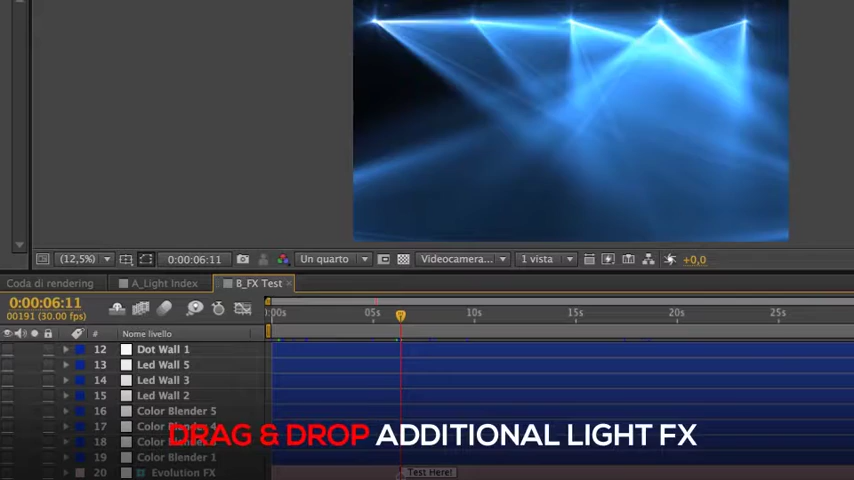 (12,5%) 0:00:06:11 Un quarto Videocamera... 1 vista +0,0
Coda di rendering A_Light Index B_FX Test
0:00:06:11
00191 (30.00 fps)
:00s 05s 10s 15s 20s 25s
# Nome livello
12 Dot Wall 1
13 Led Wall 5
14 Led Wall 3
15 Led Wall 2
16 Color Blender 5
17 Color Blender 4
DRAG & DROP ADDITIONAL LIGHT FX
18 Color
19 Color Blender 1
20 Evolution FX Test Here!